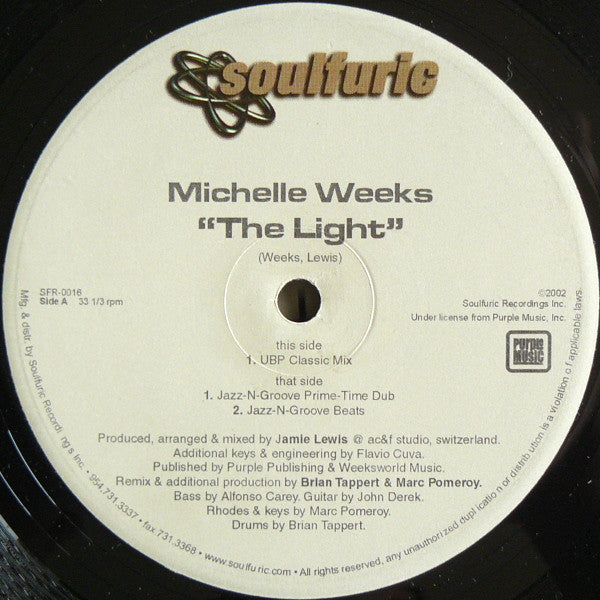 soulfuric
Michelle Weeks
“The Light”
(Weeks, Lewis)
SFR-0016
Side A 33 1/3 rpm
©2002
Soulfuric Recordings Inc.
Under license from Purple Music, Inc.
PURPLE
MUSIC
this side
1. UBP Classic Mix
that side
1. Jazz-N-Groove Prime-Time Dub
2. Jazz-N-Groove Beats
Produced, arranged & mixed by Jamie Lewis @ ac&f studio, switzerland.
Additional keys & engineering by Flavio Cuva.
Published by Purple Publishing & Weeksworld Music.
Remix & additional production by Brian Tappert & Marc Pomeroy.
Bass by Alfonso Carey. Guitar by John Derek.
Rhodes & keys by Marc Pomeroy.
Drums by Brian Tappert.
Mfg. & distr. by Soulfuric Recordings Inc. • 954.731.3337 • fax 731.3368 • www.soulfuric.com • All rights reserved, any unauthorized duplication or distribution is a violation of applicable laws.